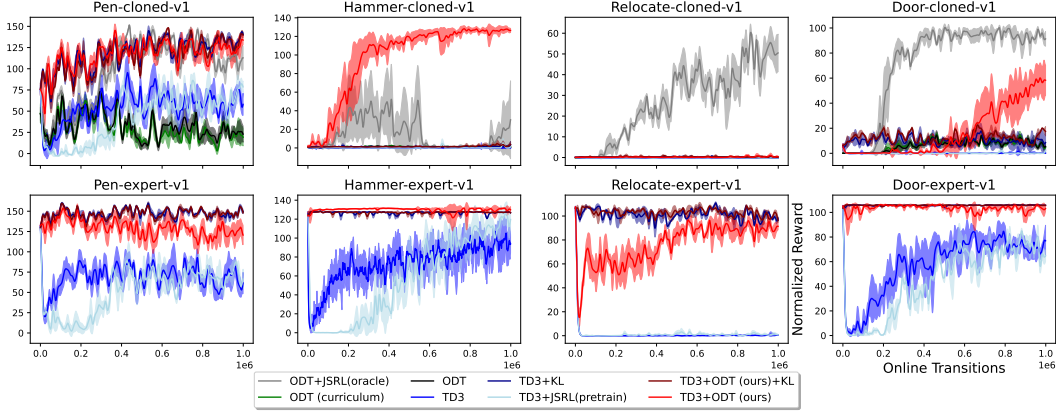 Pen-cloned-v1
150
125
100
75
50
25
0
Hammer-cloned-v1
140
120
100
80
60
40
20
0
Relocate-cloned-v1
60
50
40
30
20
10
0
Door-cloned-v1
100
80
60
40
20
0
Pen-expert-v1
150
125
100
75
50
25
0
0.0 0.2 0.4 0.6 0.8 1.0
1e6
Hammer-expert-v1
140
120
100
80
60
40
20
0
0.0 0.2 0.4 0.6 0.8 1.0
1e6
Relocate-expert-v1
100
80
60
40
20
0
0.0 0.2 0.4 0.6 0.8 1.0
1e6
Door-expert-v1
Normalized Reward
100
80
60
40
20
0
0.0 0.2 0.4 0.6 0.8 1.0
1e6
Online Transitions
ODT+JSRL(oracle) ODT TD3+KL TD3+ODT (ours)+KL
ODT (curriculum) TD3 TD3+JSRL(pretrain) TD3+ODT (ours)